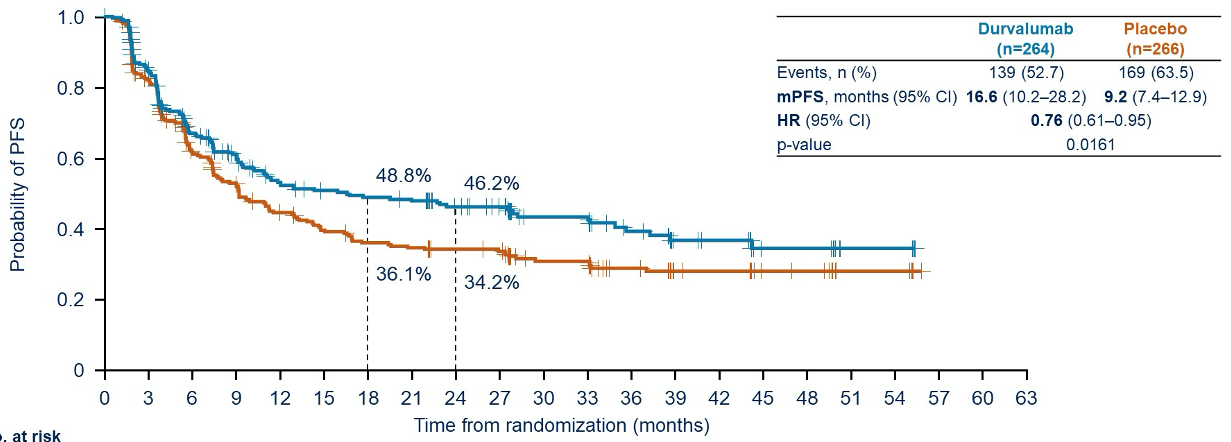 Durvalumab Placebo
(n=264) (n=266)
Events, n (%) 139 (52.7) 169 (63.5)
mPFS, months (95% CI) 16.6 (10.2–28.2) 9.2 (7.4–12.9)
HR (95% CI) 0.76 (0.61–0.95)
p-value 0.0161
Probability of PFS
1.0
0.8
0.6
0.4
0.2
0
48.8% 46.2%
36.1% 34.2%
0 3 6 9 12 15 18 21 24 27 30 33 36 39 42 45 48 51 54 57 60 63
Time from randomization (months)
. at risk